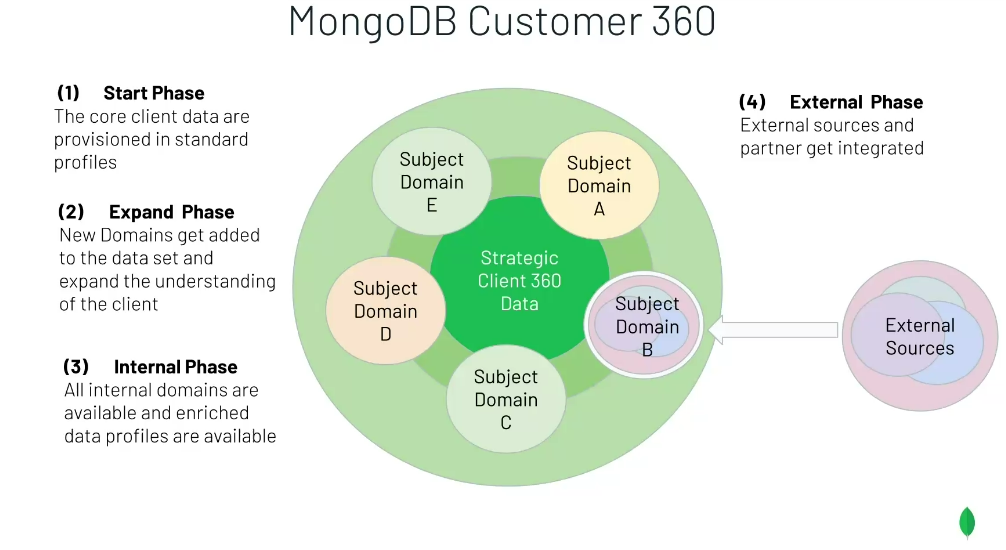 MongoDB Customer 360
(1) Start Phase
The core client data are
provisioned in standard
profiles
(2) Expand Phase
New Domains get added
to the data set and
expand the understanding
of the client
(3) Internal Phase
All internal domains are
available and enriched
data profiles are available
Subject
Domain
E
Subject
Domain
A
Strategic
Client 360
Data
Subject
Domain
D
Subject
Domain
B
Subject
Domain
C
(4) External Phase
External sources and
partner get integrated
External
Sources